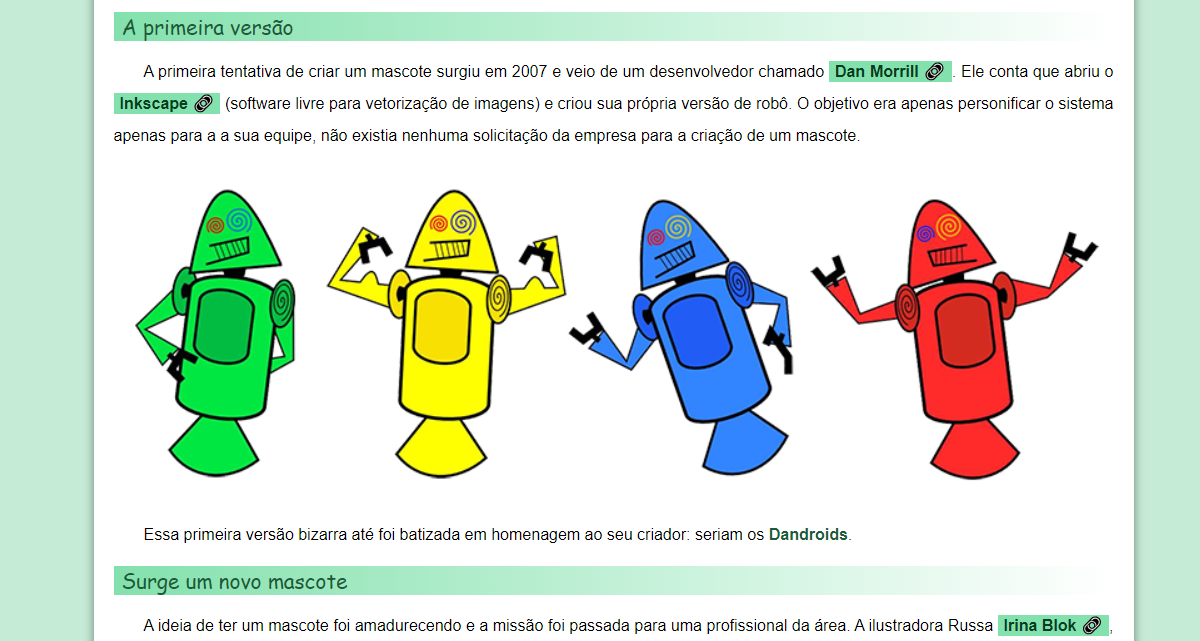 A primeira versão
A primeira tentativa de criar um mascote surgiu em 2007 e veio de um desenvolvedor chamado Dan Morrill. Ele conta que abriu o
Inkscape (software livre para vetorização de imagens) e criou sua própria versão de robô. O objetivo era apenas personificar o sistema
apenas para a a sua equipe, não existia nenhuma solicitação da empresa para a criação de um mascote.
Essa primeira versão bizarra até foi batizada em homenagem ao seu criador: seriam os Dandroids.
Surge um novo mascote
A ideia de ter um mascote foi amadurecendo e a missão foi passada para uma profissional da área. A ilustradora Russa Irina Blok,